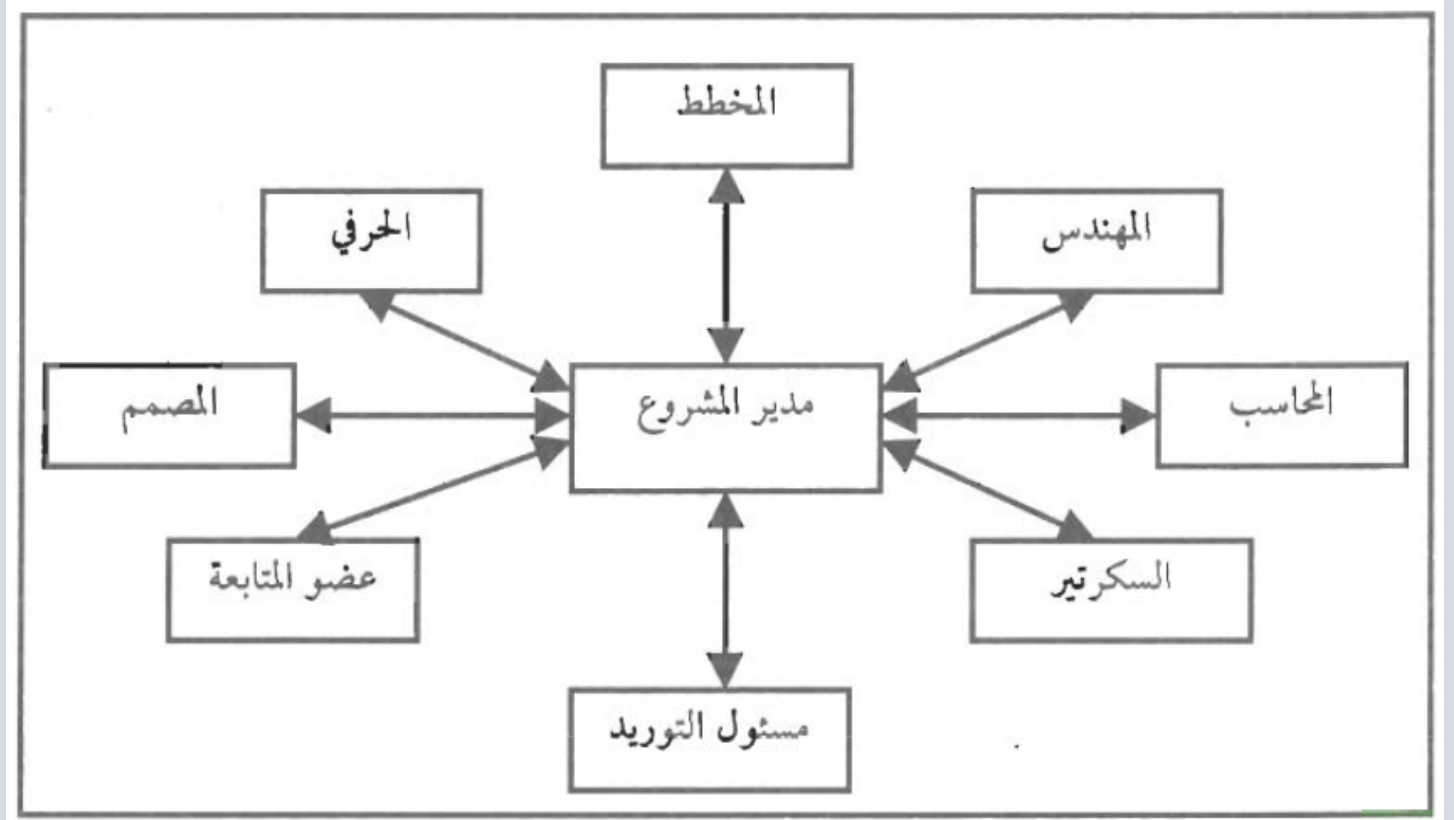 المخطط
المهندس
الحرفي
المحاسب
مدير المشروع
المصمم
السكرتير
عضو المتابعة
مسئول التوريد